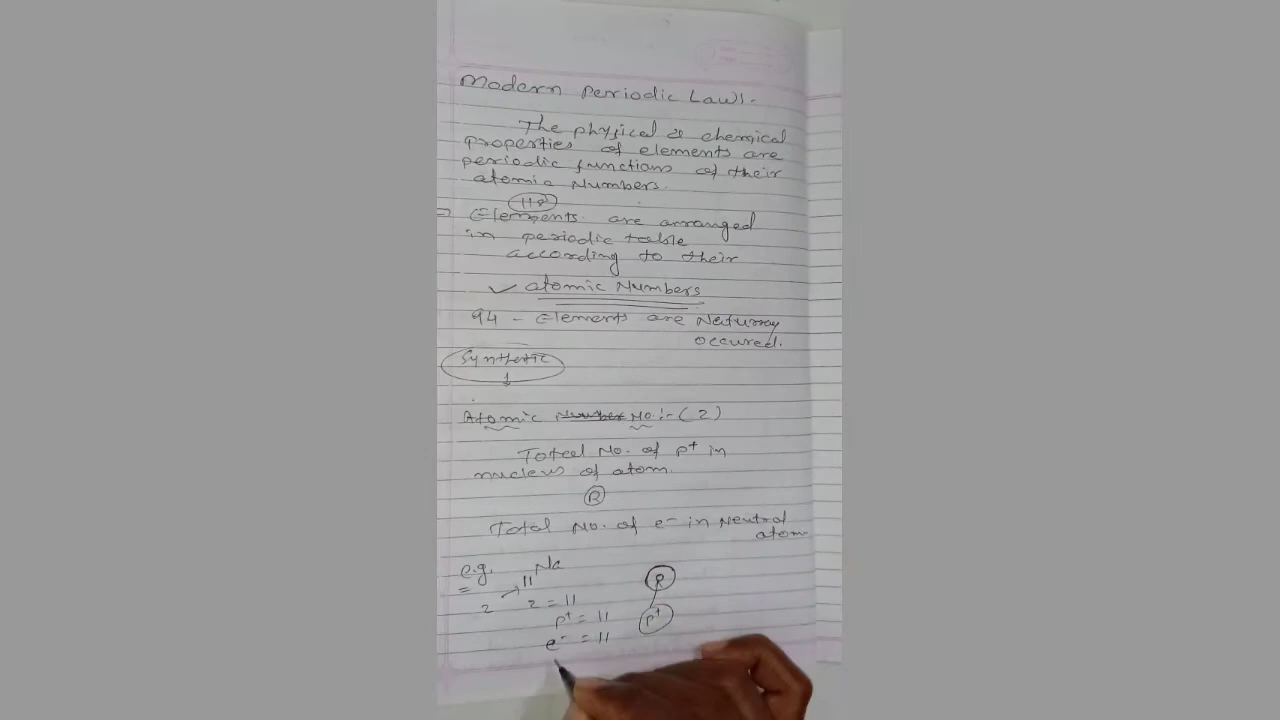 Modern Periodic Laws.
The physical & chemical
properties of elements are
periodic functions of their
atomic Numbers.
118
Elements are arranged
in periodic table
according to their
✓ atomic Numbers
94 - Elements are
occured.
Synthetic
↓
Atomic Number No :- (Z)
Total No. of p+ in
nucleus of atom.
R
Total No. of e- in Neutral
atom
e.g. Na
= 11
Z Z = 11
p+ = 11
e- = 11
R
p+